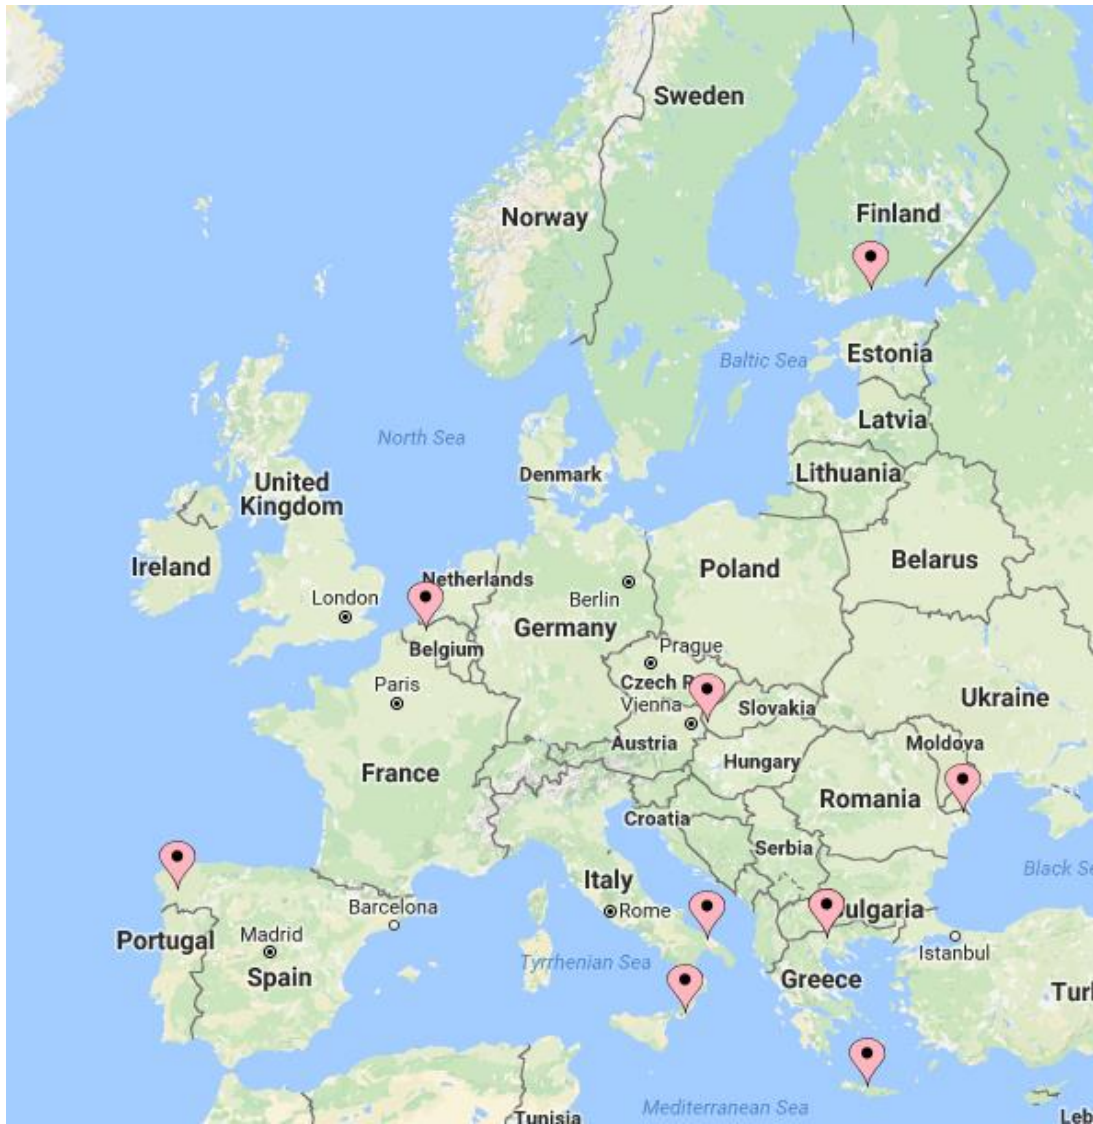 Sweden
Norway
Finland
Baltic Sea
Estonia
North Sea
Latvia
Denmark
Lithuania
United
Kingdom
Ireland
Belarus
Poland
Netherlands
Berlin
London
Germany
Belgium
Prague
Czech R
Paris
Vienna
Slovakia
Ukraine
Austria
Moldova
Hungary
France
Romania
Croatia
Serbia
Black Se
Italy
Barcelona
Rome
Bulgaria
Portugal
Madrid
Istanbul
Tyrrhenian Sea
Spain
Greece
Turk
Mediterranean Sea
Tunisia
Leb